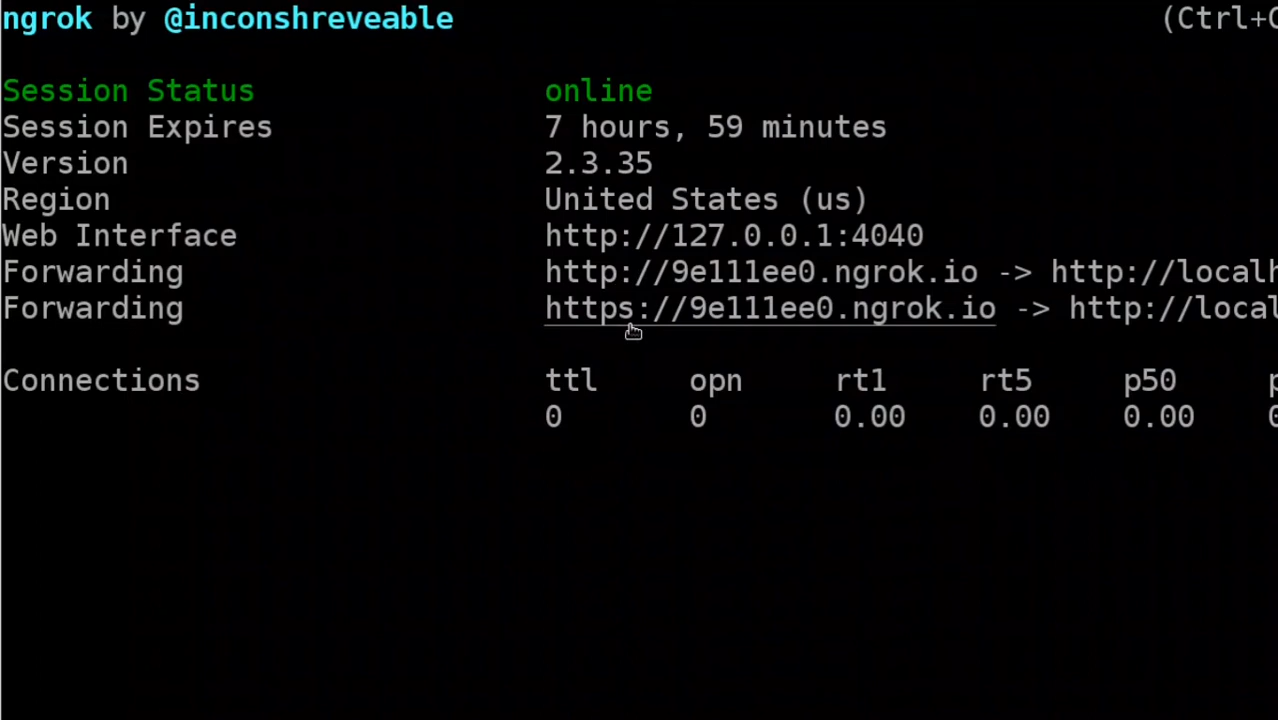 ngrok by @inconshreveable (Ctrl+C
Session Status online
Session Expires 7 hours, 59 minutes
Version 2.3.35
Region United States (us)
Web Interface http://127.0.0.1:4040
Forwarding http://9e111ee0.ngrok.io -> http://localh
Forwarding https://9e111ee0.ngrok.io -> http://local
Connections ttl opn rt1 rt5 p50 p
0 0 0.00 0.00 0.00 0